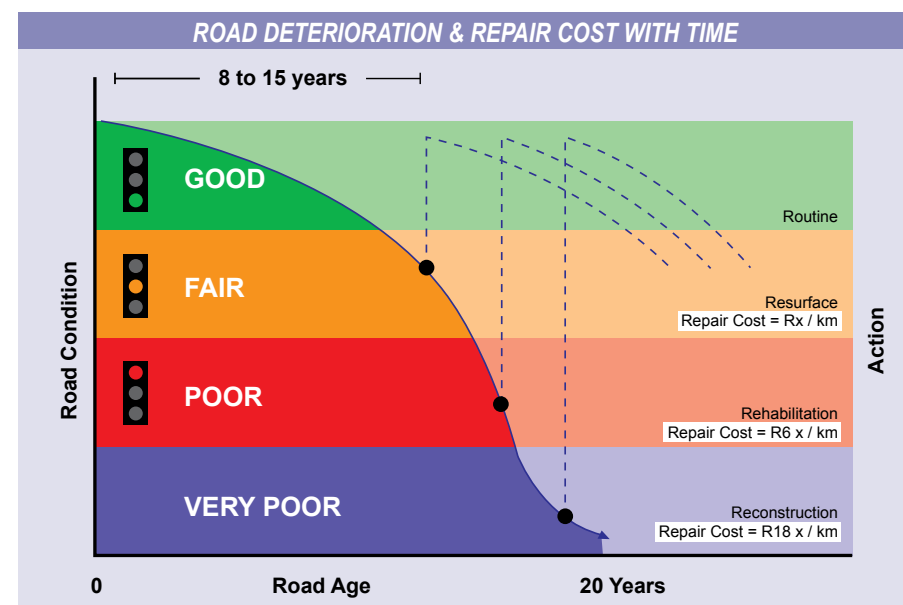 ROAD DETERIORATION & REPAIR COST WITH TIME
8 to 15 years
GOOD
Routine
FAIR
Resurface
Repair Cost = Rx / km
POOR
Rehabilitation
Repair Cost = R6 x / km
VERY POOR
Reconstruction
Repair Cost = R18 x / km
Road Condition
Action
0
Road Age
20 Years